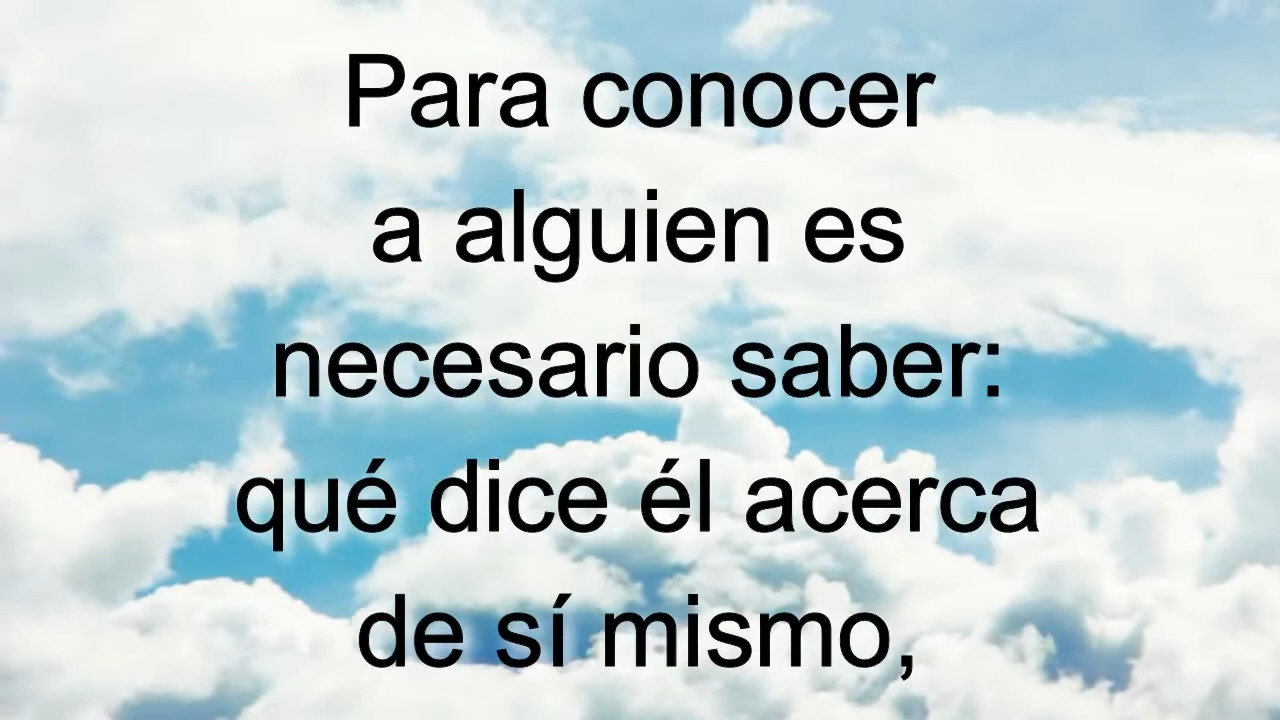 Para conocer
a alguien es
necesario saber:
qué dice él acerca
de sí mismo,